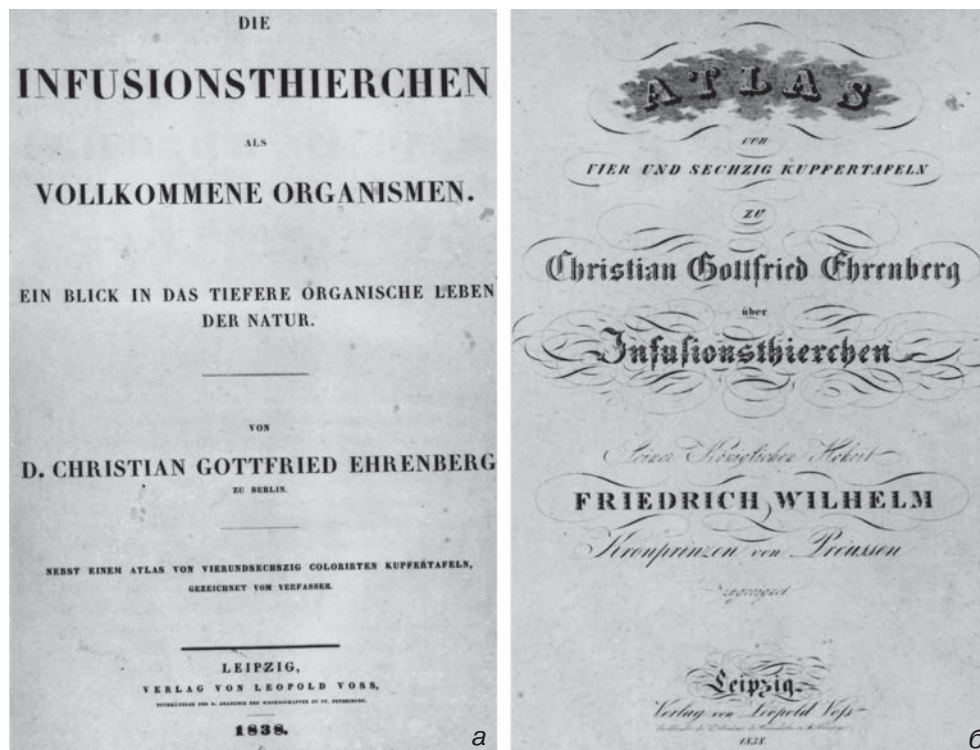 DIE
INFUSIONSTHIERCHEN
ALS
VOLLKOMMENE ORGANISMEN.
EIN BLICK IN DAS TIEFERE ORGANISCHE LEBEN
DER NATUR.
VON
D. CHRISTIAN GOTTFRIED EHRENBERG
ZU BERLIN.
NEBST EINEM ATLAS VON VIERUNDSECHSZIG COLORIRTEN KUPFERTAFELN,
GEZEICHNET VOM VERFASSER.
LEIPZIG,
VERLAG VON LEOPOLD VOSS,
1838.
a
ATLAS
von
VIER UND SECHZIG KUPFERTAFELN
ZU
Christian Gottfried Ehrenberg
über
Infusionsthierchen
Seiner Königlichen Hoheit
FRIEDRICH WILHELM
Kronprinzen von Preussen
zugeeignet
Leipzig
Verlag von Leopold Voss
1838.
б